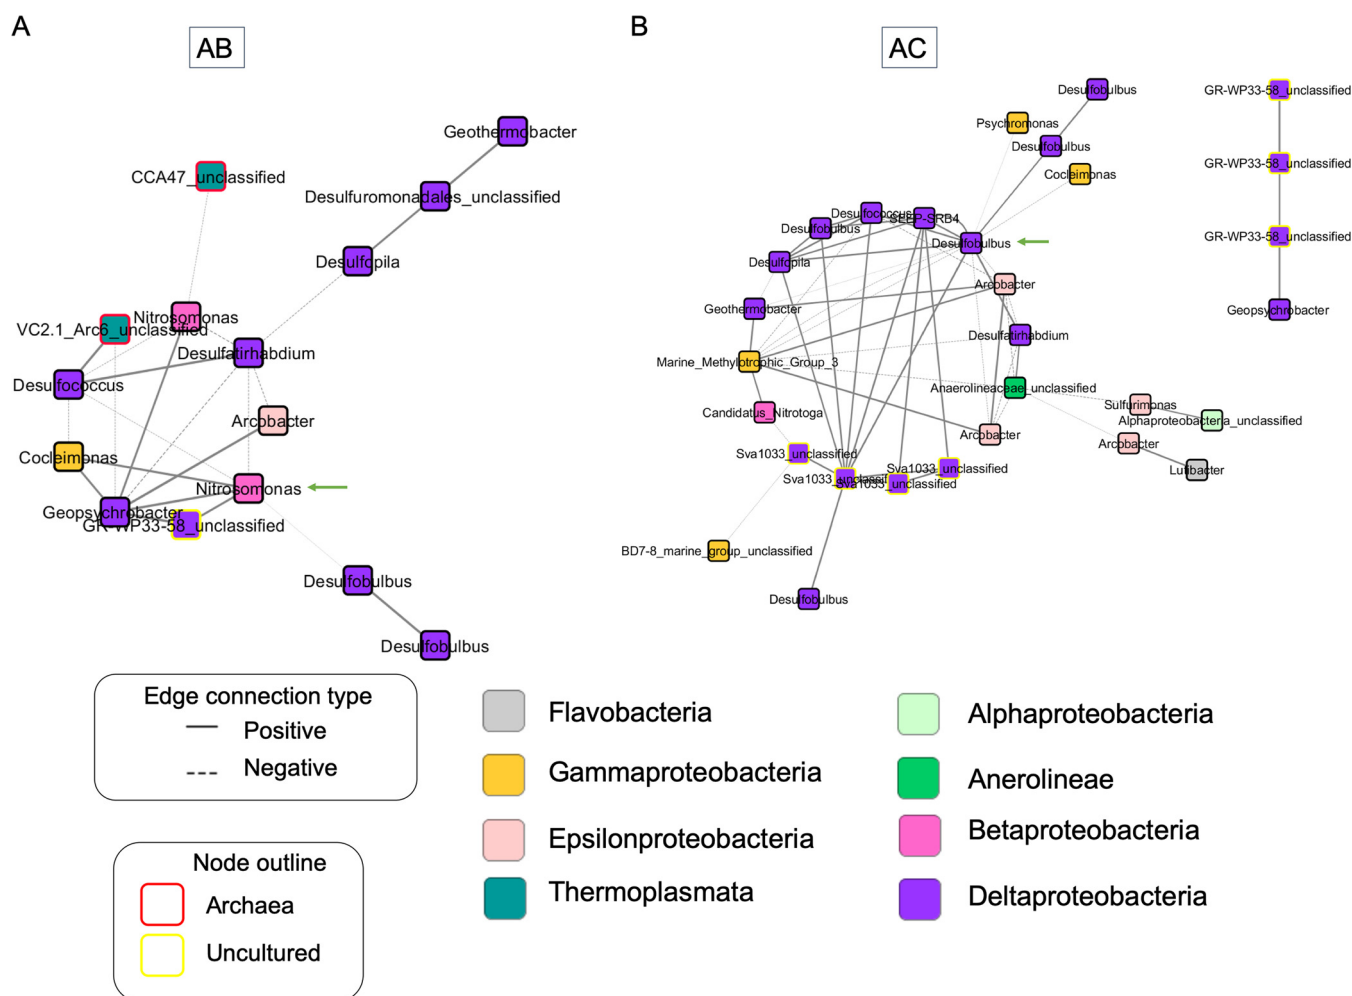 A
B
AB
AC
Geothermobacter
CCA47_unclassified
Desulfuromonadales_unclassified
Desulfopila
Nitrosomonas
VC2.1_Arc6_unclassified
Desulfatirhabdium
Desulfococcus
Arcobacter
Cocleimonas
Nitrosomonas
Geopsychrobacter
GR-WP33-58_unclassified
Desulfobulbus
Desulfobulbus
Desulfobulbus
Psychromonas
Desulfobulbus
Cocleimonas
Desulfococcus
SEEP-SRB4
Desulfobulbus
Desulfobulbus
Desulfopila
Arcobacter
Geothermobacter
Desulfatirhabdium
Marine_Methylotrophic_Group_3
Anaerolineaceae_unclassified
Candidatus_Nitrotoga
Sulfurimonas
Alphaproteobacteria_unclassified
Arcobacter
Arcobacter
Lutibacter
Sva1033_unclassified
Sva1033_unclassified
Sva1033_unclassified
Sva1033_unclassified
BD7-8_marine_group_unclassified
Desulfobulbus
GR-WP33-58_unclassified
GR-WP33-58_unclassified
GR-WP33-58_unclassified
Geopsychrobacter
Edge connection type
Positive
Negative
Node outline
Archaea
Uncultured
Flavobacteria
Gammaproteobacteria
Epsilonproteobacteria
Thermoplasmata
Alphaproteobacteria
Anerolineae
Betaproteobacteria
Deltaproteobacteria